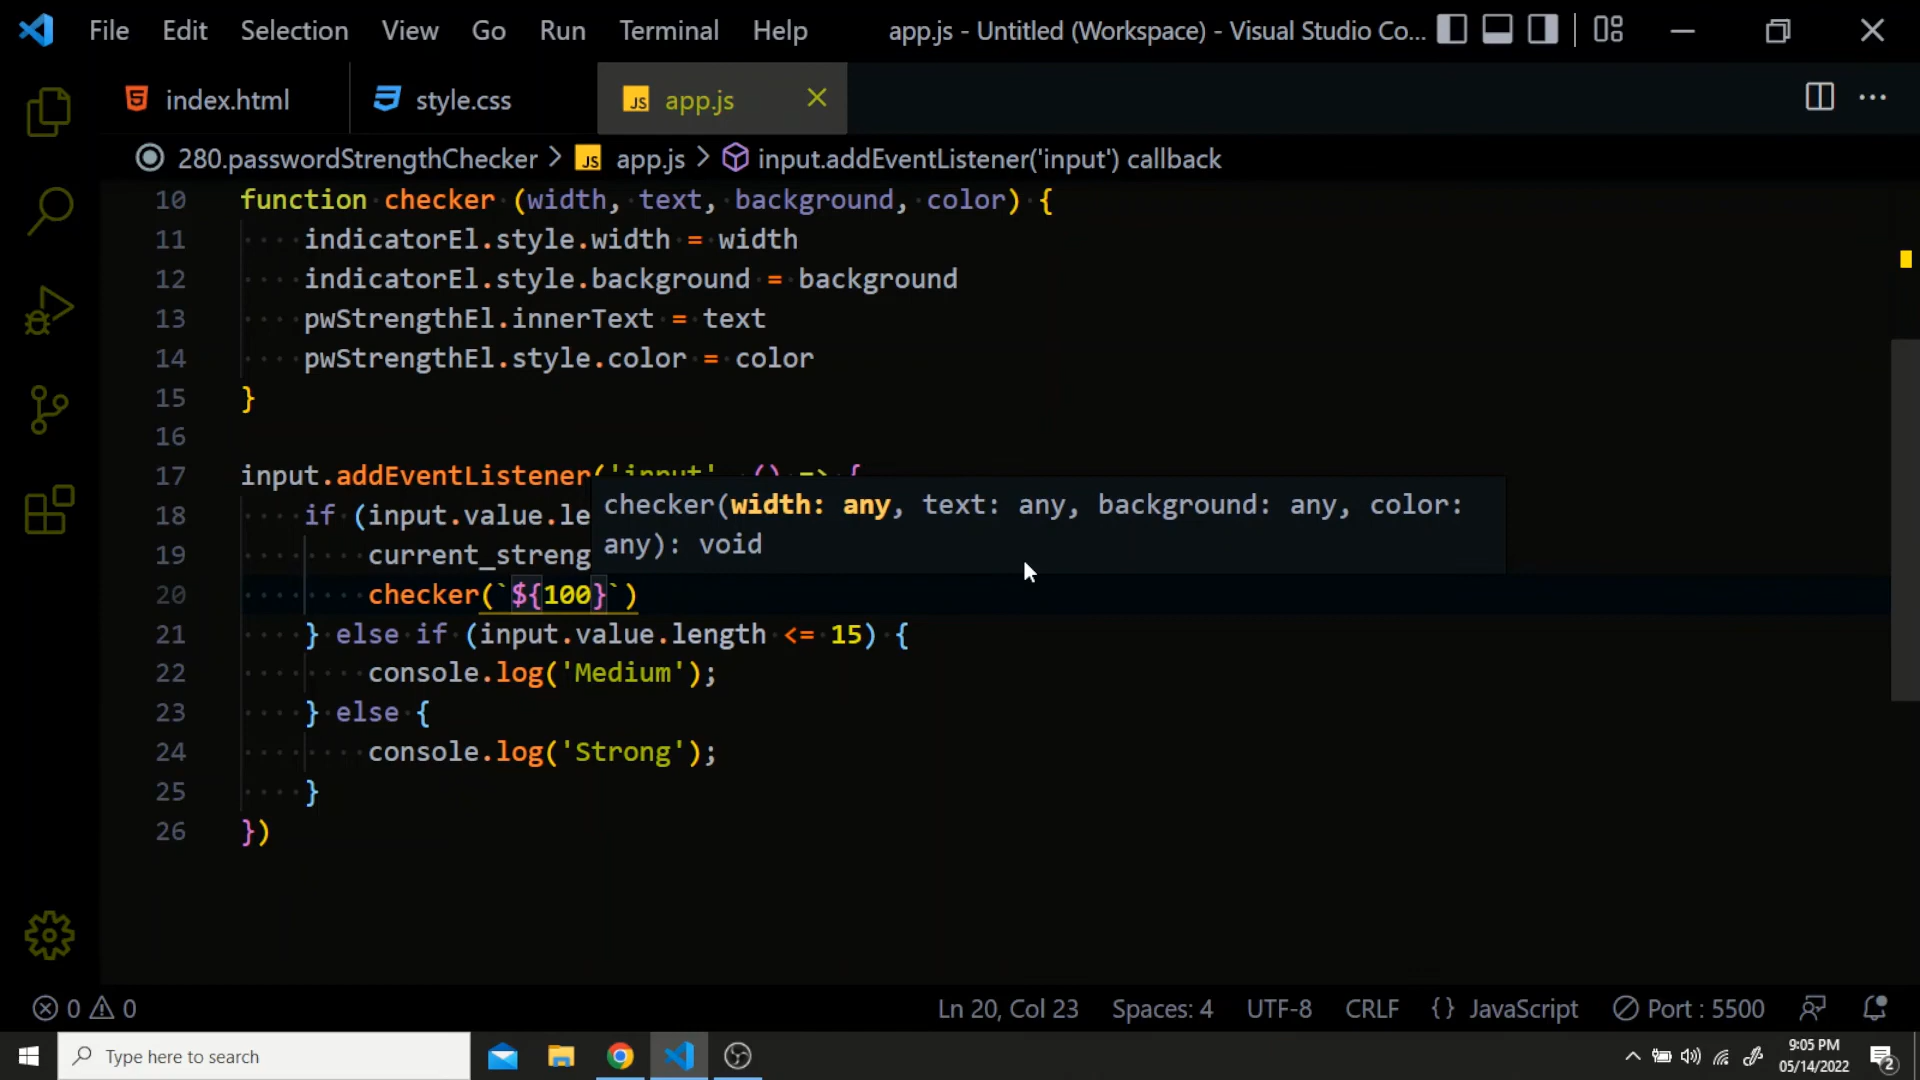 File Edit Selection View Go Run Terminal Help app.js - Untitled (Workspace) - Visual Studio Co...
index.html style.css JS app.js
280.passwordStrengthChecker > JS app.js > input.addEventListener('input') callback
10 function checker (width, text, background, color) {
11 indicatorEl.style.width = width
12 indicatorEl.style.background = background
13 pwStrengthEl.innerText = text
14 pwStrengthEl.style.color = color
15 }
16
17 input.addEventListener('input', () => {
checker(width: any, text: any, background: any, color:
18 if (input.value.le
any): void
19 current_streng
20 checker(`${100}`)
21 } else if (input.value.length <= 15) {
22 console.log('Medium');
23 } else {
24 console.log('Strong');
25 }
26 })
0 0 Ln 20, Col 23 Spaces: 4 UTF-8 CRLF {} JavaScript Port : 5500
Type here to search
9:05 PM
05/14/2022
2